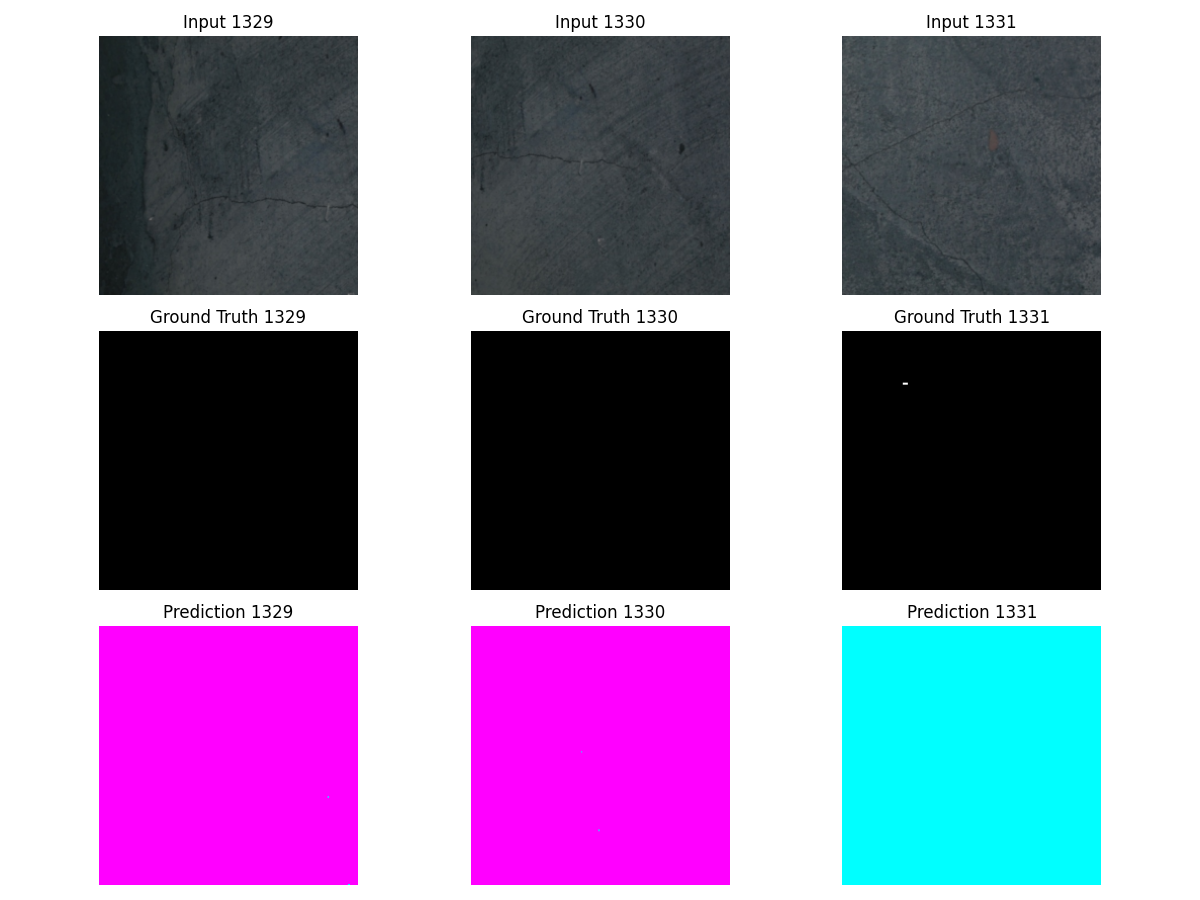 Input 1329
Input 1330
Input 1331
Ground Truth 1329
Ground Truth 1330
Ground Truth 1331
Prediction 1329
Prediction 1330
Prediction 1331